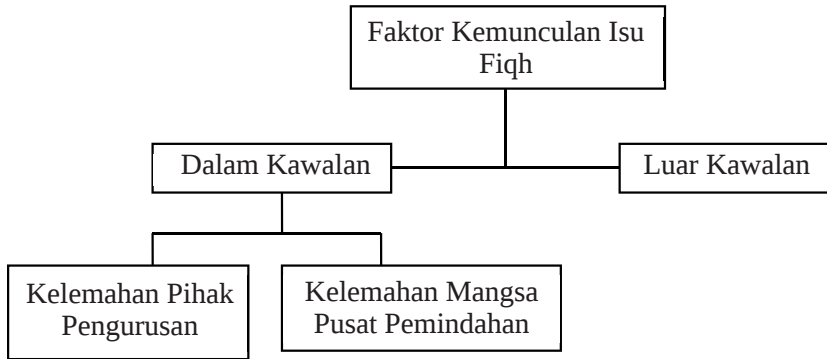 Faktor Kemunculan Isu
Fiqh
Dalam Kawalan
Luar Kawalan
Kelemahan Pihak
Pengurusan
Kelemahan Mangsa
Pusat Pemindahan